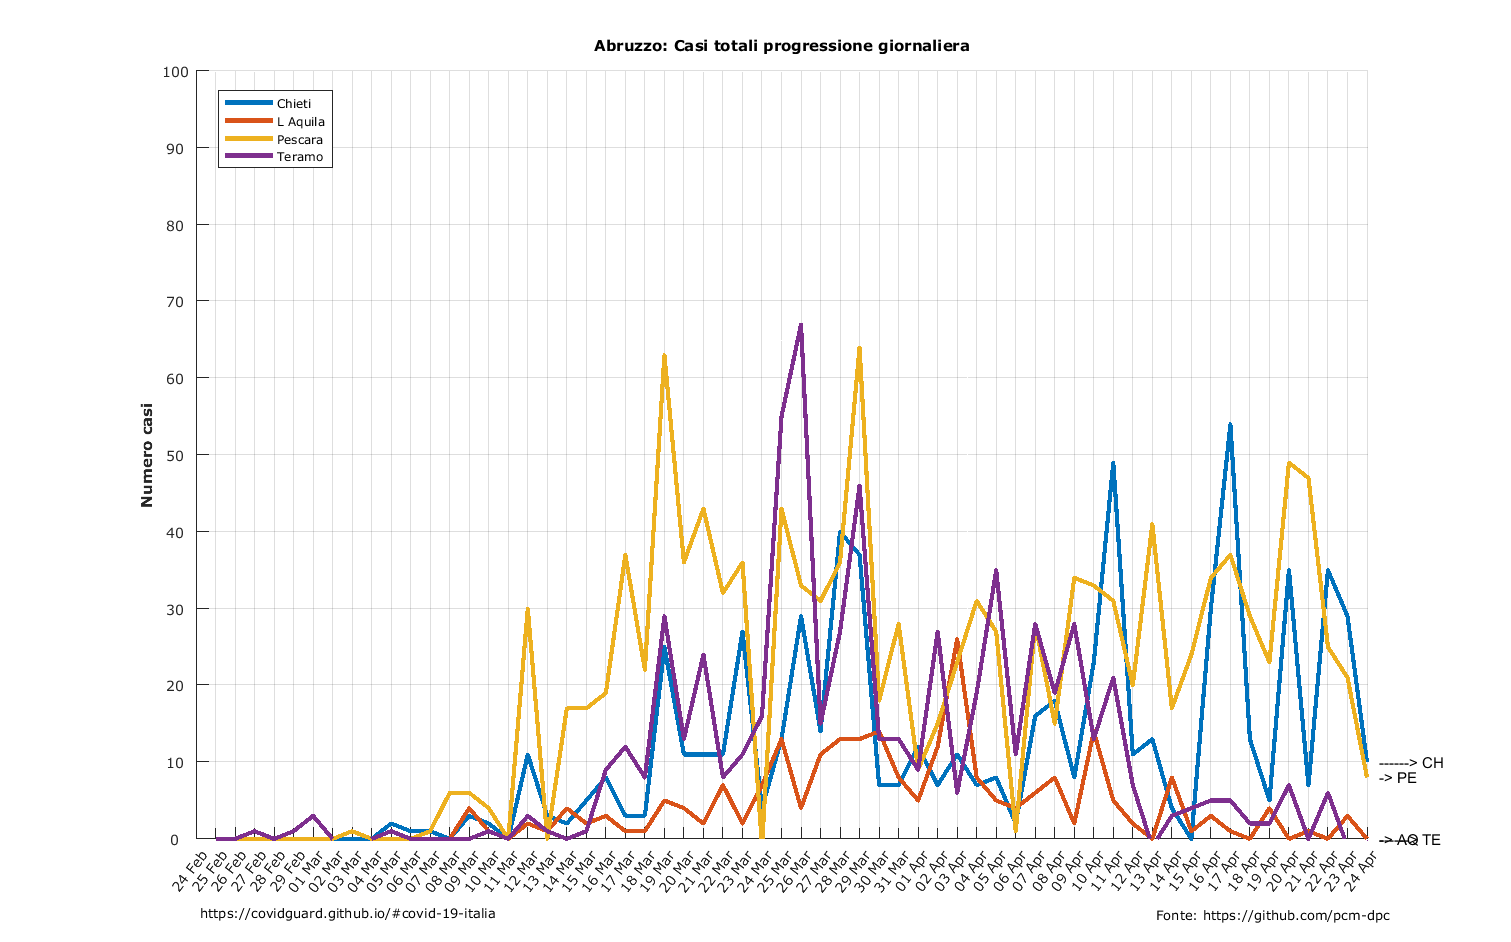 Abruzzo: Casi totali progressione giornaliera
Numero casi
100
90
80
70
60
50
40
30
20
10
0
Chieti
L Aquila
Pescara
Teramo
------> CH
-> PE
-> AQ TE
24 Feb
25 Feb
26 Feb
27 Feb
28 Feb
29 Feb
01 Mar
02 Mar
03 Mar
04 Mar
05 Mar
06 Mar
07 Mar
08 Mar
09 Mar
10 Mar
11 Mar
12 Mar
13 Mar
14 Mar
15 Mar
16 Mar
17 Mar
18 Mar
19 Mar
20 Mar
21 Mar
22 Mar
23 Mar
24 Mar
25 Mar
26 Mar
27 Mar
28 Mar
29 Mar
30 Mar
31 Mar
01 Apr
02 Apr
03 Apr
04 Apr
05 Apr
06 Apr
07 Apr
08 Apr
09 Apr
10 Apr
11 Apr
12 Apr
13 Apr
14 Apr
15 Apr
16 Apr
17 Apr
18 Apr
19 Apr
20 Apr
21 Apr
22 Apr
23 Apr
24 Apr
https://covidguard.github.io/#covid-19-italia
Fonte: https://github.com/pcm-dpc